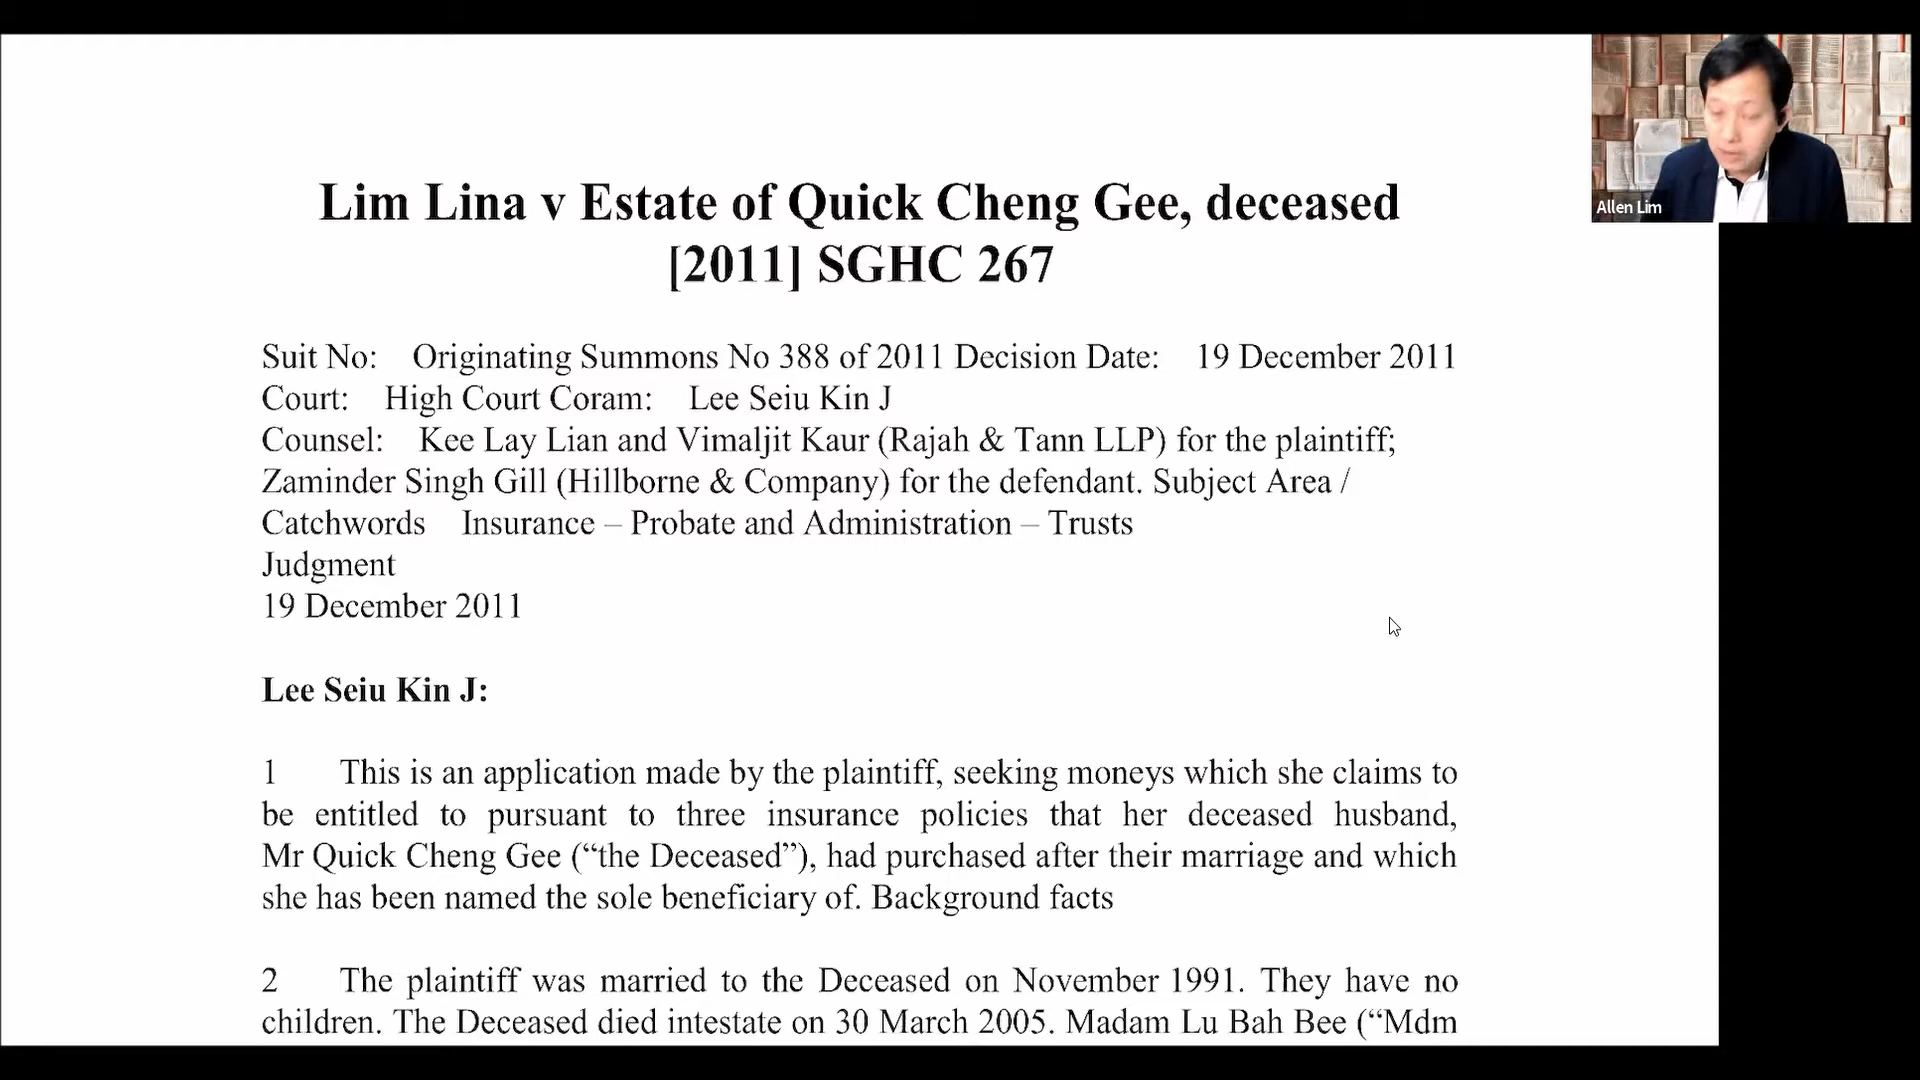 Lim Lina v Estate of Quick Cheng Gee, deceased
[2011] SGHC 267
Suit No: Originating Summons No 388 of 2011 Decision Date: 19 December 2011
Court: High Court Coram: Lee Seiu Kin J
Counsel: Kee Lay Lian and Vimaljit Kaur (Rajah & Tann LLP) for the plaintiff;
Zaminder Singh Gill (Hillborne & Company) for the defendant. Subject Area /
Catchwords Insurance – Probate and Administration – Trusts
Judgment
19 December 2011
Lee Seiu Kin J:
1 This is an application made by the plaintiff, seeking moneys which she claims to
be entitled to pursuant to three insurance policies that her deceased husband,
Mr Quick Cheng Gee (“the Deceased”), had purchased after their marriage and which
she has been named the sole beneficiary of. Background facts
2 The plaintiff was married to the Deceased on November 1991. They have no
children. The Deceased died intestate on 30 March 2005. Madam Lu Bah Bee (“Mdm
Allen Lim